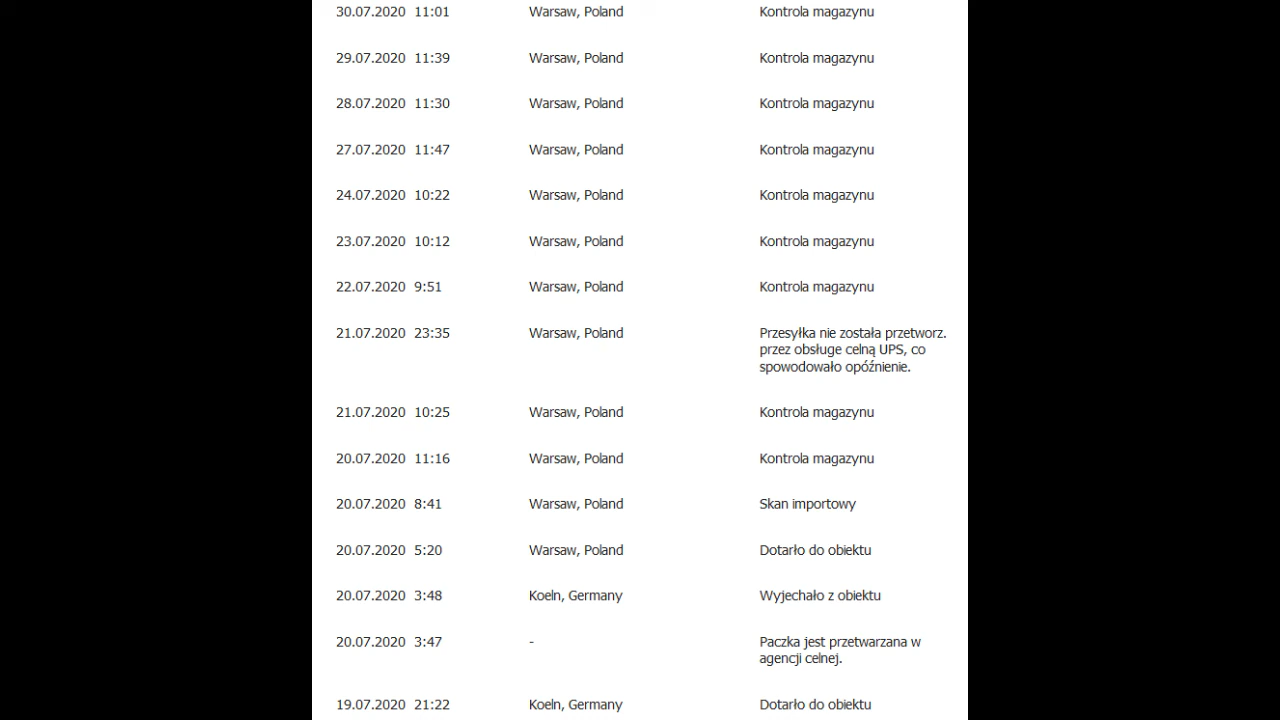 30.07.2020 11:01 Warsaw, Poland Kontrola magazynu
29.07.2020 11:39 Warsaw, Poland Kontrola magazynu
28.07.2020 11:30 Warsaw, Poland Kontrola magazynu
27.07.2020 11:47 Warsaw, Poland Kontrola magazynu
24.07.2020 10:22 Warsaw, Poland Kontrola magazynu
23.07.2020 10:12 Warsaw, Poland Kontrola magazynu
22.07.2020 9:51 Warsaw, Poland Kontrola magazynu
21.07.2020 23:35 Warsaw, Poland Przesyłka nie została przetworz.
przez obsługe celną UPS, co
spowodowało opóźnienie.
21.07.2020 10:25 Warsaw, Poland Kontrola magazynu
20.07.2020 11:16 Warsaw, Poland Kontrola magazynu
20.07.2020 8:41 Warsaw, Poland Skan importowy
20.07.2020 5:20 Warsaw, Poland Dotarło do obiektu
20.07.2020 3:48 Koeln, Germany Wyjechało z obiektu
20.07.2020 3:47 - Paczka jest przetwarzana w
agencji celnej.
19.07.2020 21:22 Koeln, Germany Dotarło do obiektu